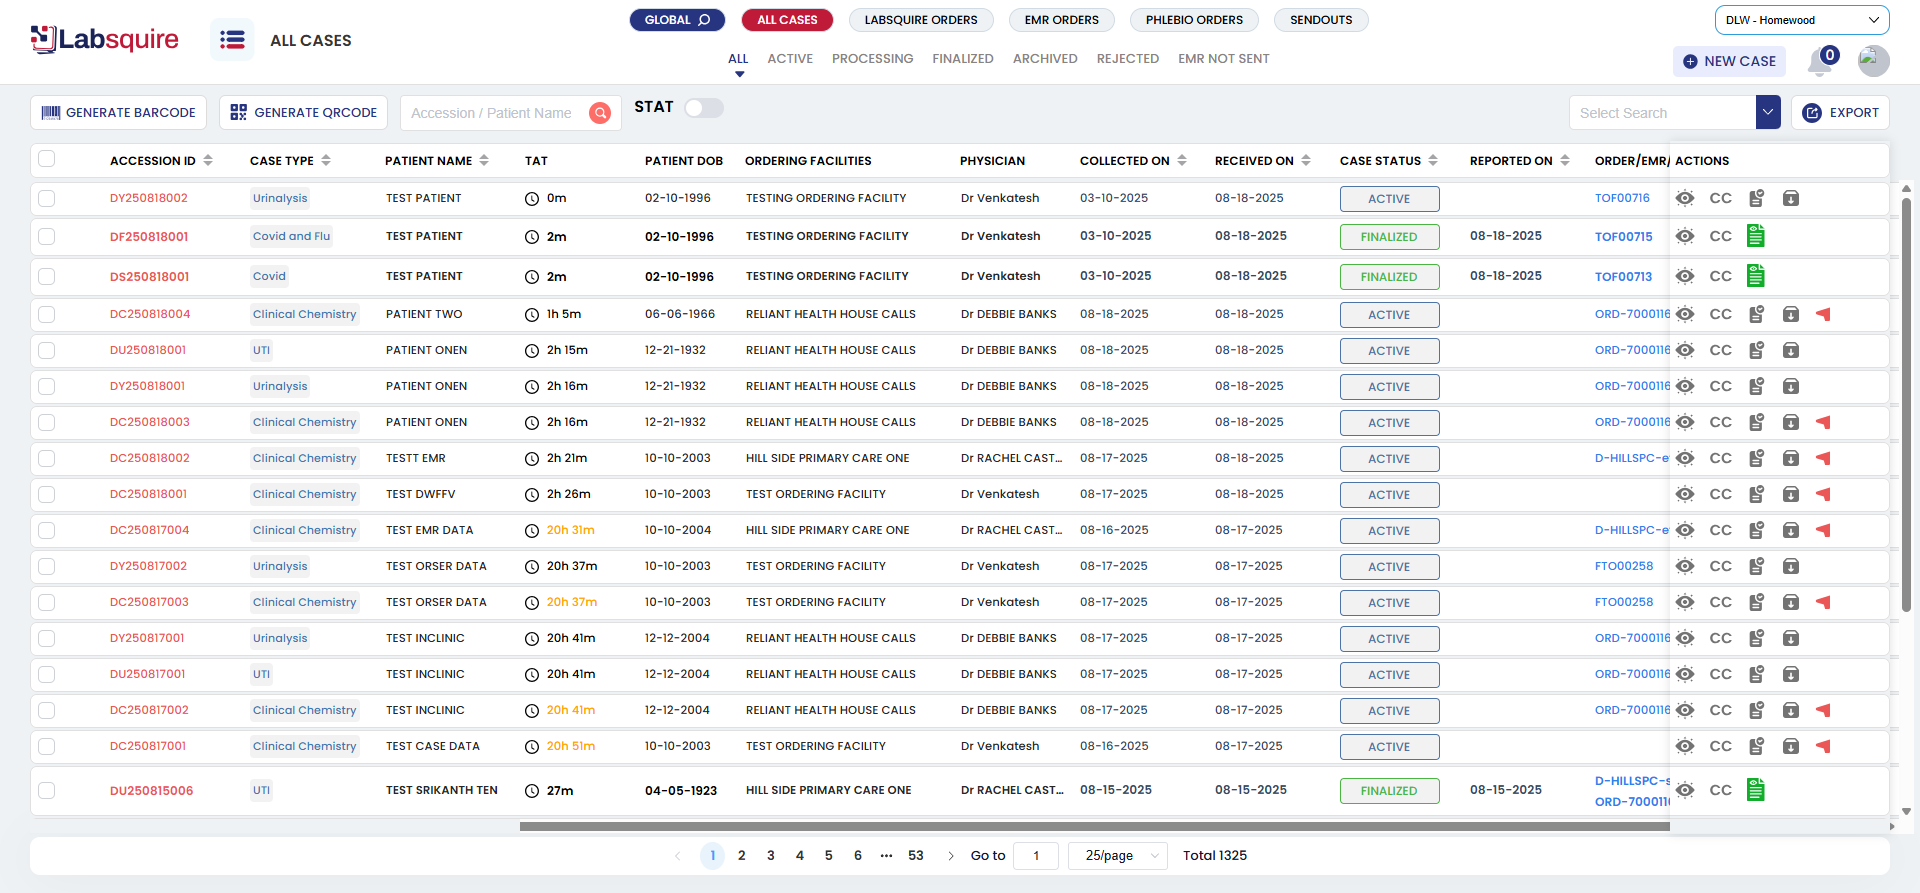 Labsquire
ALL CASES
GLOBAL ALL CASES LABSQUIRE ORDERS EMR ORDERS PHLEBIO ORDERS SENDOUTS
ALL ACTIVE PROCESSING FINALIZED ARCHIVED REJECTED EMR NOT SENT
DLW - Homewood
NEW CASE 0
GENERATE BARCODE GENERATE QRCODE Accession / Patient Name STAT Select Search EXPORT
ACCESSION ID CASE TYPE PATIENT NAME TAT PATIENT DOB ORDERING FACILITIES PHYSICIAN COLLECTED ON RECEIVED ON CASE STATUS REPORTED ON ORDER/EMR/ ACTIONS
DY250818002 Urinalysis TEST PATIENT 0m 02-10-1996 TESTING ORDERING FACILITY Dr Venkatesh 03-10-2025 08-18-2025 ACTIVE TOF00716 CC
DF250818001 Covid and Flu TEST PATIENT 2m 02-10-1996 TESTING ORDERING FACILITY Dr Venkatesh 03-10-2025 08-18-2025 FINALIZED 08-18-2025 TOF00715 CC
DS250818001 Covid TEST PATIENT 2m 02-10-1996 TESTING ORDERING FACILITY Dr Venkatesh 03-10-2025 08-18-2025 FINALIZED 08-18-2025 TOF00713 CC
DC250818004 Clinical Chemistry PATIENT TWO 1h 5m 06-06-1966 RELIANT HEALTH HOUSE CALLS Dr DEBBIE BANKS 08-18-2025 08-18-2025 ACTIVE ORD-7000116 CC
DU250818001 UTI PATIENT ONEN 2h 15m 12-21-1932 RELIANT HEALTH HOUSE CALLS Dr DEBBIE BANKS 08-18-2025 08-18-2025 ACTIVE ORD-7000116 CC
DY250818001 Urinalysis PATIENT ONEN 2h 16m 12-21-1932 RELIANT HEALTH HOUSE CALLS Dr DEBBIE BANKS 08-18-2025 08-18-2025 ACTIVE ORD-7000116 CC
DC250818003 Clinical Chemistry PATIENT ONEN 2h 16m 12-21-1932 RELIANT HEALTH HOUSE CALLS Dr DEBBIE BANKS 08-18-2025 08-18-2025 ACTIVE ORD-7000116 CC
DC250818002 Clinical Chemistry TESTT EMR 2h 21m 10-10-2003 HILL SIDE PRIMARY CARE ONE Dr RACHEL CAST... 08-17-2025 08-18-2025 ACTIVE D-HILLSPC-e CC
DC250818001 Clinical Chemistry TEST DWFFV 2h 26m 10-10-2003 TEST ORDERING FACILITY Dr Venkatesh 08-17-2025 08-18-2025 ACTIVE CC
DC250817004 Clinical Chemistry TEST EMR DATA 20h 31m 10-10-2004 HILL SIDE PRIMARY CARE ONE Dr RACHEL CAST... 08-16-2025 08-17-2025 ACTIVE D-HILLSPC-e CC
DY250817002 Urinalysis TEST ORSER DATA 20h 37m 10-10-2003 TEST ORDERING FACILITY Dr Venkatesh 08-17-2025 08-17-2025 ACTIVE FTO00258 CC
DC250817003 Clinical Chemistry TEST ORSER DATA 20h 37m 10-10-2003 TEST ORDERING FACILITY Dr Venkatesh 08-17-2025 08-17-2025 ACTIVE FTO00258 CC
DY250817001 Urinalysis TEST INCLINIC 20h 41m 12-12-2004 RELIANT HEALTH HOUSE CALLS Dr DEBBIE BANKS 08-17-2025 08-17-2025 ACTIVE ORD-7000116 CC
DU250817001 UTI TEST INCLINIC 20h 41m 12-12-2004 RELIANT HEALTH HOUSE CALLS Dr DEBBIE BANKS 08-17-2025 08-17-2025 ACTIVE ORD-7000116 CC
DC250817002 Clinical Chemistry TEST INCLINIC 20h 41m 12-12-2004 RELIANT HEALTH HOUSE CALLS Dr DEBBIE BANKS 08-17-2025 08-17-2025 ACTIVE ORD-7000116 CC
DC250817001 Clinical Chemistry TEST CASE DATA 20h 51m 10-10-2003 TEST ORDERING FACILITY Dr Venkatesh 08-16-2025 08-17-2025 ACTIVE CC
DU250815006 UTI TEST SRIKANTH TEN 27m 04-05-1923 HILL SIDE PRIMARY CARE ONE Dr RACHEL CAST... 08-15-2025 08-15-2025 FINALIZED 08-15-2025 D-HILLSPC-s CC
ORD-7000116
1 2 3 4 5 6 ... 53 Go to 1 25/page Total 1325